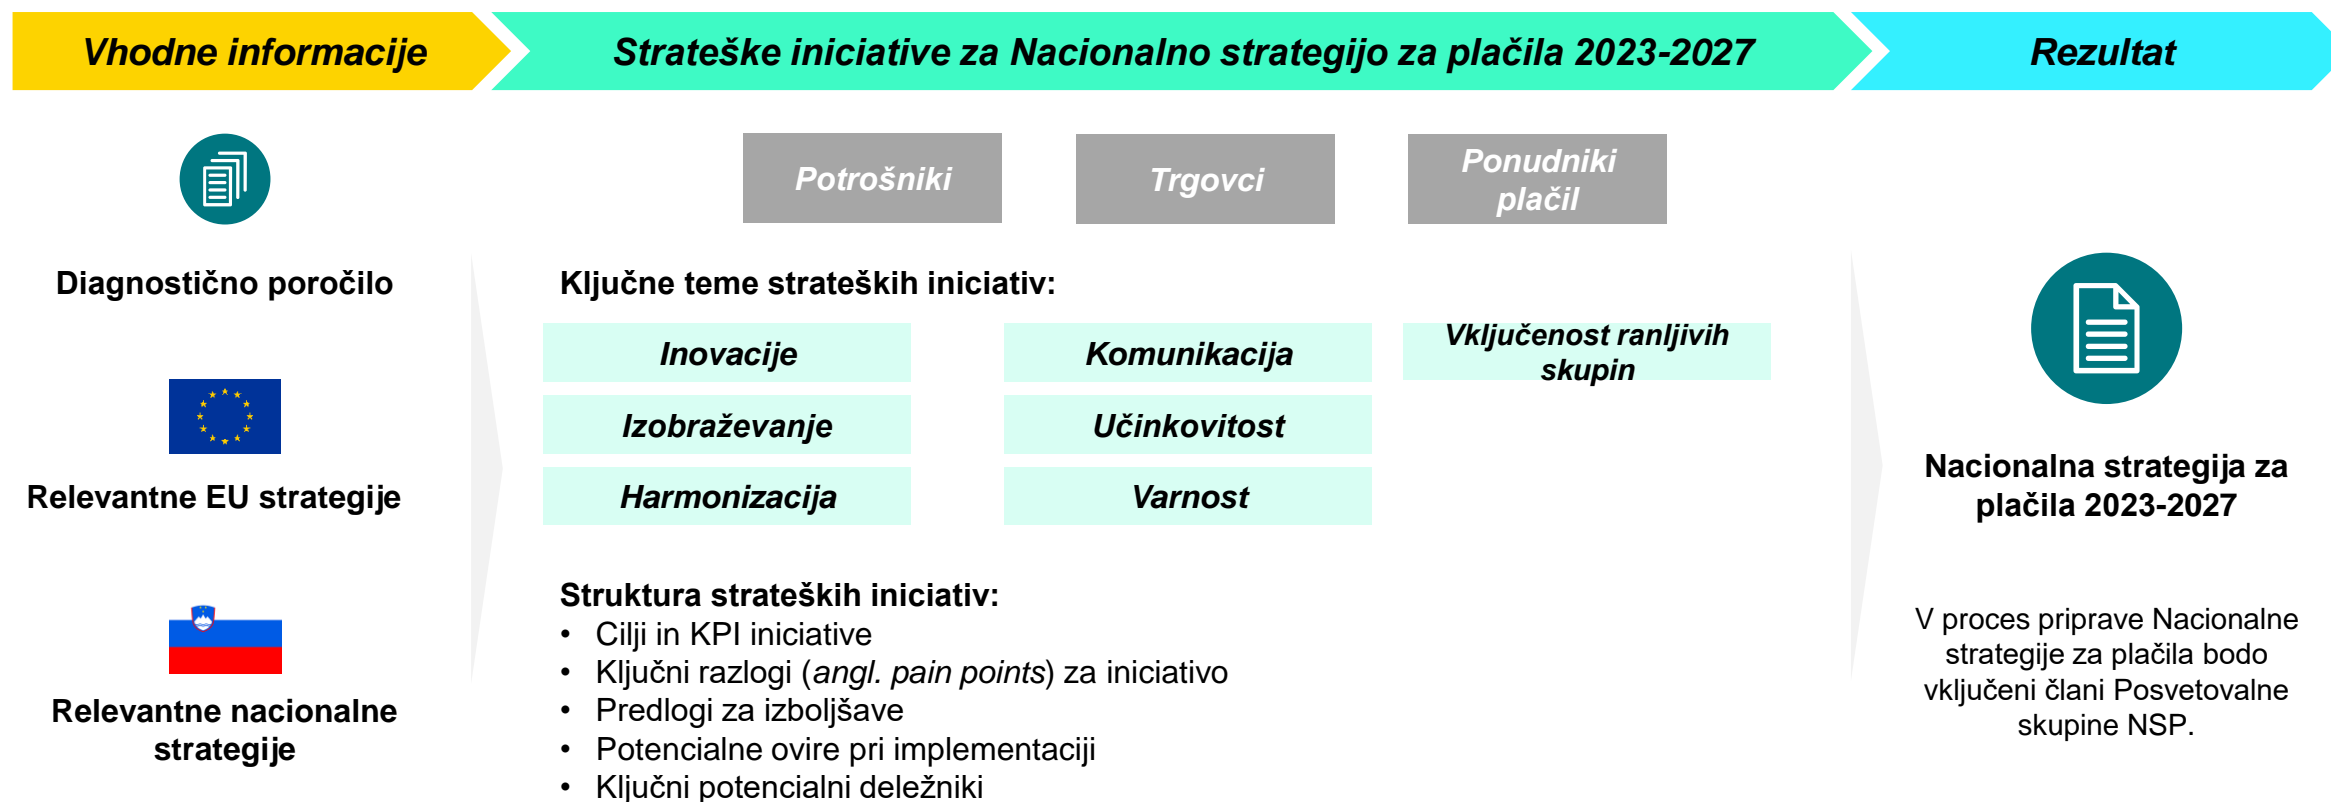 Vhodne informacije
Strateške iniciative za Nacionalno strategijo za plačila 2023-2027
Rezultat
Diagnostično poročilo
Relevantne EU strategije
Relevantne nacionalne
strategije
Potrošniki
Trgovci
Ponudniki
plačil
Ključne teme strateških iniciativ:
Inovacije
Komunikacija
Vključenost ranljivih
skupin
Izobraževanje
Učinkovitost
Harmonizacija
Varnost
Struktura strateških iniciativ:
• Cilji in KPI iniciative
• Ključni razlogi (angl. pain points) za iniciativo
• Predlogi za izboljšave
• Potencialne ovire pri implementaciji
• Ključni potencialni deležniki
Nacionalna strategija za
plačila 2023-2027
V proces priprave Nacionalne
strategije za plačila bodo
vključeni člani Posvetovalne
skupine NSP.